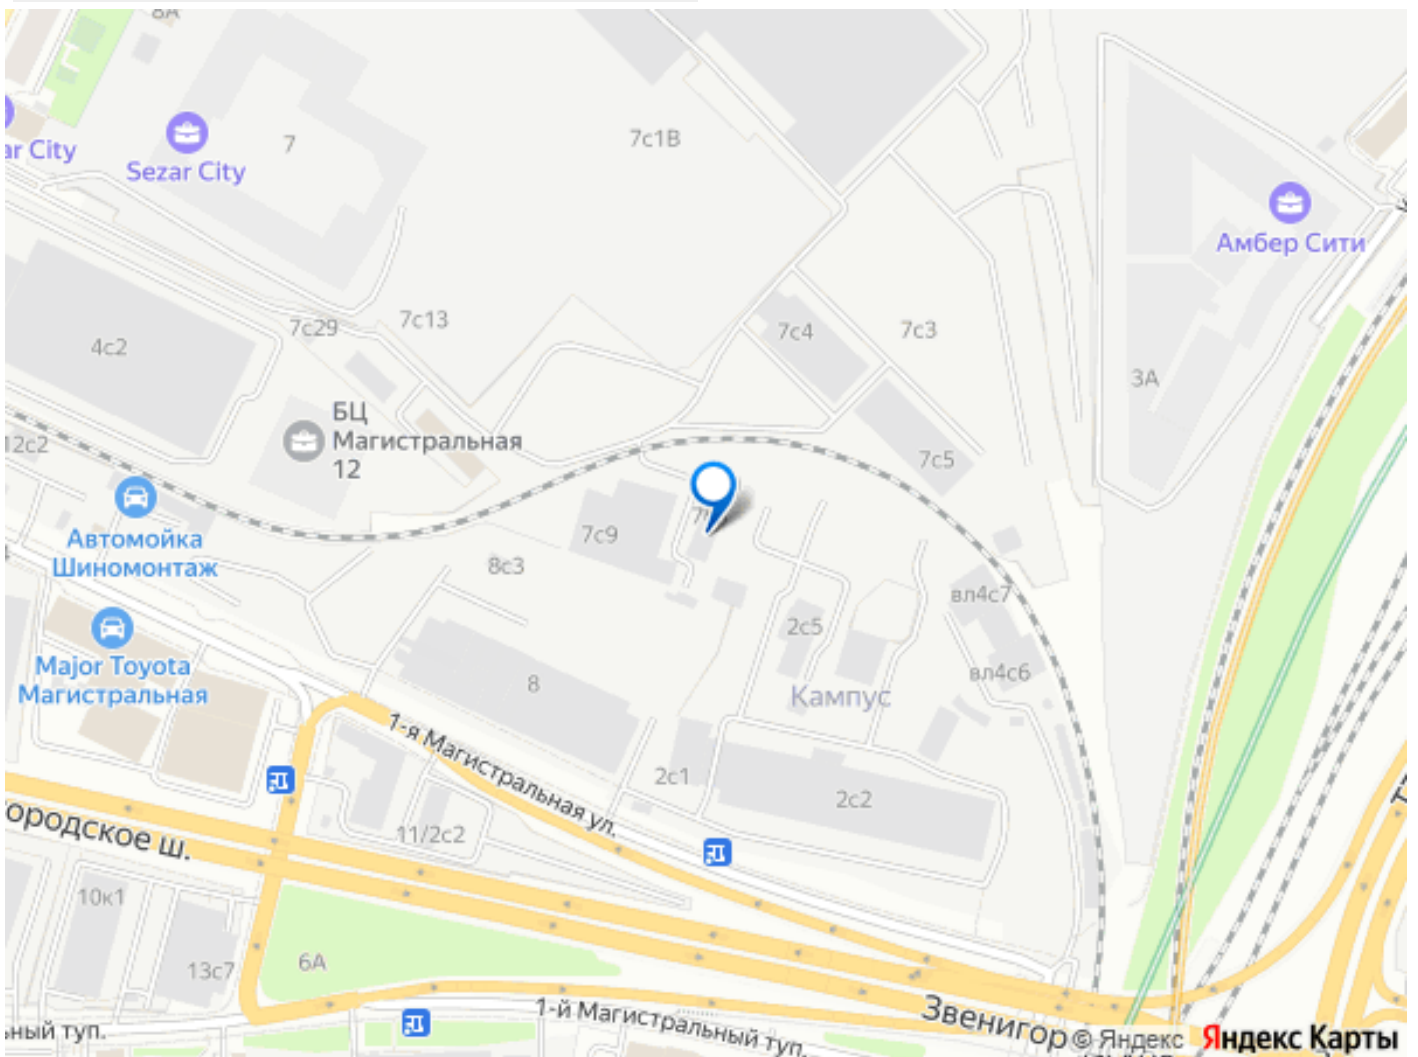 8А
ar City
Sezar City
7
7с1В
Амбер Сити
7с29
7с13
7с4
7с3
4с2
3А
БЦ
Магистральная
12
12с2
7с5
Автомойка
Шиномонтаж
7с9
8с3
вл4с7
2с5
Major Toyota
Магистральная
8
вл4с6
Кампус
1-я Магистральная ул.
2с1
2с2
ородское ш.
11/2с2
10к1
13с7
6А
1-й Магистральный туп.
Звенигор
ьный туп.
© Яндекс Яндекс Карты